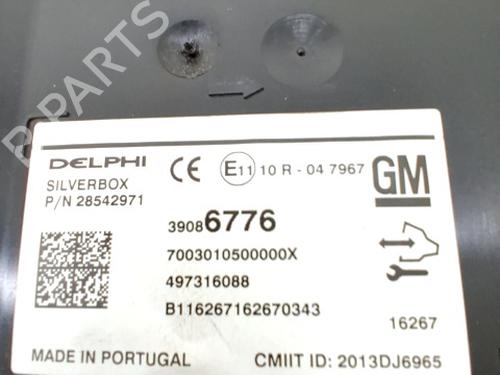 B PARTS
DELPHI
SILVERBOX
P/N 28542971
CE E11 10 R - 04 7967
GM
39086776
7003010500000X
497316088
B116267162670343
16267
MADE IN PORTUGAL
CMIIT ID: 2013DJ6965